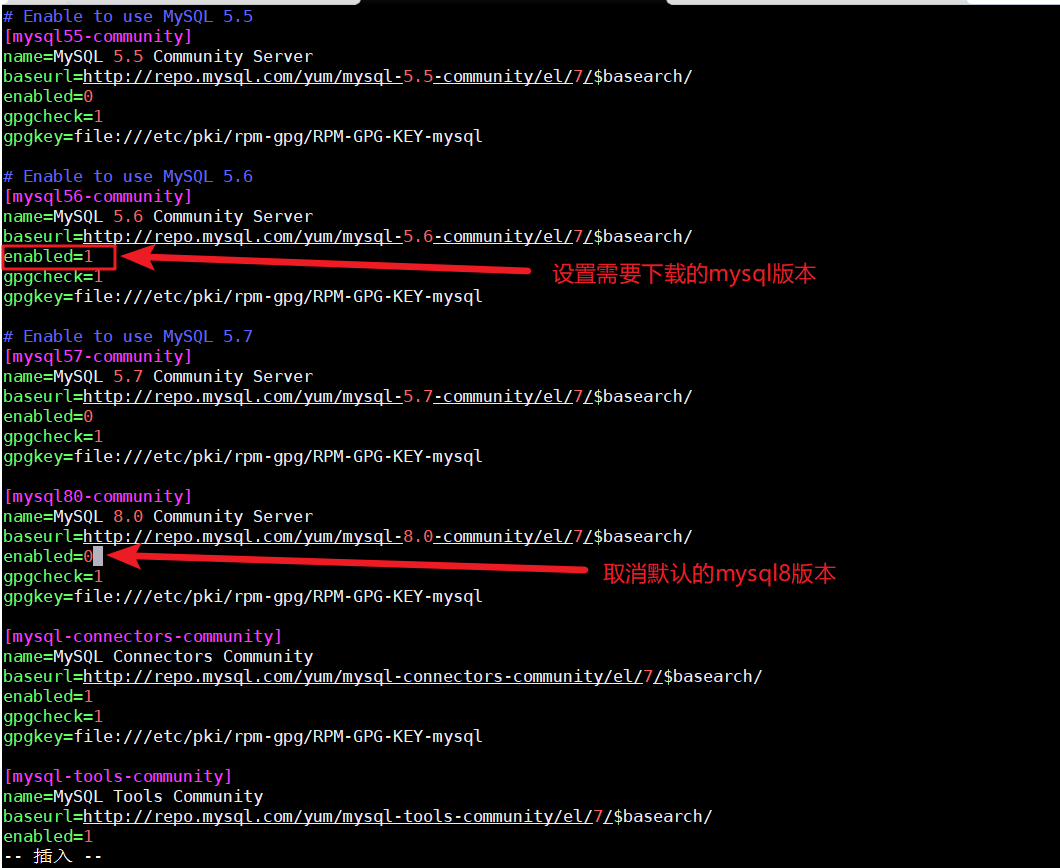 # Enable to use MySQL 5.5
[mysql55-community]
name=MySQL 5.5 Community Server
baseurl=http://repo.mysql.com/yum/mysql-5.5-community/el/7/$basearch/
enabled=0
gpgcheck=1
gpgkey=file:///etc/pki/rpm-gpg/RPM-GPG-KEY-mysql
# Enable to use MySQL 5.6
[mysql56-community]
name=MySQL 5.6 Community Server
baseurl=http://repo.mysql.com/yum/mysql-5.6-community/el/7/$basearch/
enabled=1
设置需要下载的mysql版本
gpgcheck=1
gpgkey=file:///etc/pki/rpm-gpg/RPM-GPG-KEY-mysql
# Enable to use MySQL 5.7
[mysql57-community]
name=MySQL 5.7 Community Server
baseurl=http://repo.mysql.com/yum/mysql-5.7-community/el/7/$basearch/
enabled=0
gpgcheck=1
gpgkey=file:///etc/pki/rpm-gpg/RPM-GPG-KEY-mysql
[mysql80-community]
name=MySQL 8.0 Community Server
baseurl=http://repo.mysql.com/yum/mysql-8.0-community/el/7/$basearch/
enabled=0
取消默认的mysql8版本
gpgcheck=1
gpgkey=file:///etc/pki/rpm-gpg/RPM-GPG-KEY-mysql
[mysql-connectors-community]
name=MySQL Connectors Community
baseurl=http://repo.mysql.com/yum/mysql-connectors-community/el/7/$basearch/
enabled=1
gpgcheck=1
gpgkey=file:///etc/pki/rpm-gpg/RPM-GPG-KEY-mysql
[mysql-tools-community]
name=MySQL Tools Community
baseurl=http://repo.mysql.com/yum/mysql-tools-community/el/7/$basearch/
enabled=1
-- 插入 --